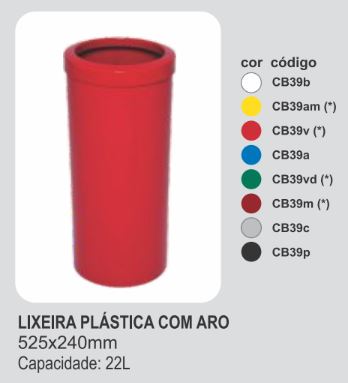 cor código
CB39b
CB39am (*)
CB39v (*)
CB39a
CB39vd (*)
CB39m (*)
CB39c
CB39p
LIXEIRA PLÁSTICA COM ARO
525x240mm
Capacidade: 22L